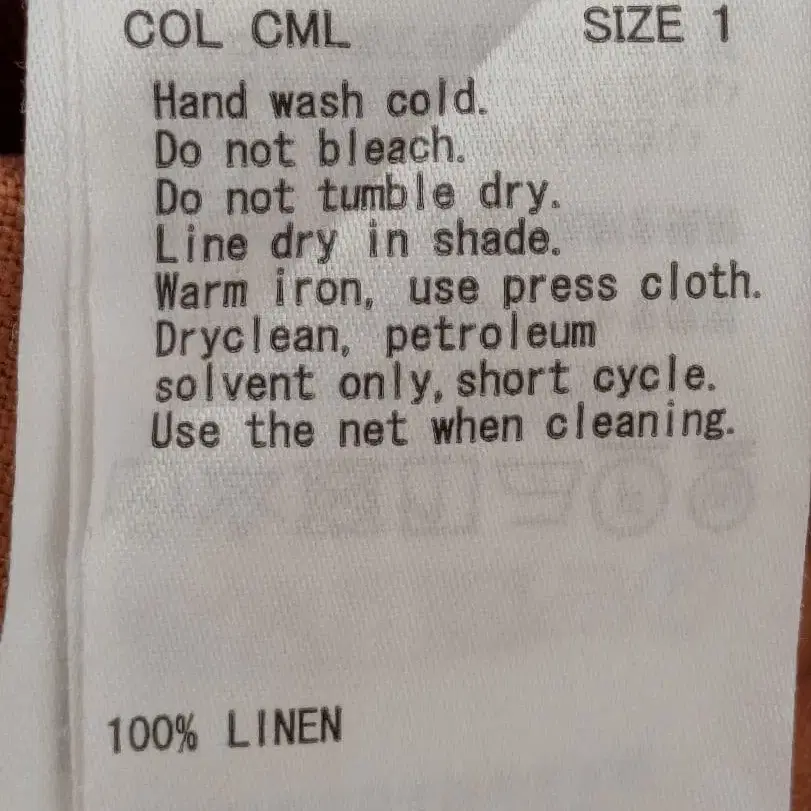 COL CML SIZE 1
Hand wash cold.
Do not bleach.
Do not tumble dry.
Line dry in shade.
Warm iron, use press cloth.
Dryclean, petroleum
solvent only, short cycle.
Use the net when cleaning.
100% LINEN